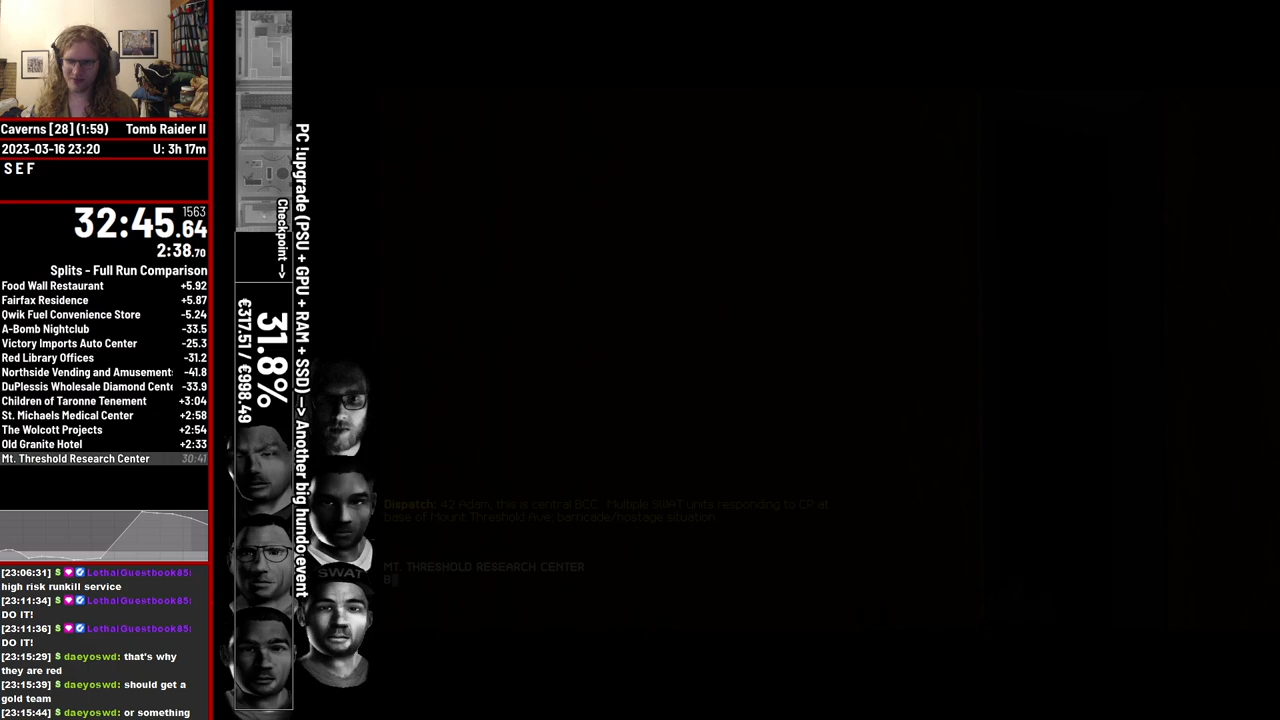 Caverns [28] (1:59) Tomb Raider II
2023-03-16 23:20 U: 3h 17m
S E F
32:45.64 1563
2:38.70
Splits - Full Run Comparison
Food Wall Restaurant +5.92
Fairfax Residence +5.87
Qwik Fuel Convenience Store -5.24
A-Bomb Nightclub -33.5
Victory Imports Auto Center -25.3
Red Library Offices -31.2
Northside Vending and Amusement -41.8
DuPlessis Wholesale Diamond Cent -33.9
Children of Taronne Tenement +3:04
St. Michaels Medical Center +2:58
The Wolcott Projects +2:54
Old Granite Hotel +2:33
Mt. Threshold Research Center 30:41
[23:06:31] S LethalGuestbook85:
high risk runkill service
[23:11:34] S LethalGuestbook85:
DO IT!
[23:11:36] S LethalGuestbook85:
DO IT!
[23:15:29] S daeyoswd: that's why
they are red
[23:15:39] S daeyoswd: should get a
gold team
[23:15:44] S daeyoswd: or something
Checkpoint -->
31.8%
€317.51 / €998.49
PC !upgrade (PSU + GPU + RAM + SSD) --> Another big hundo event
SWAT
Dispatch: 42 Adam, this is central BCC. Multiple SWAT units responding to CP at
base of Mount Threshold Ave, barricade/hostage situation
MT. THRESHOLD RESEARCH CENTER
B